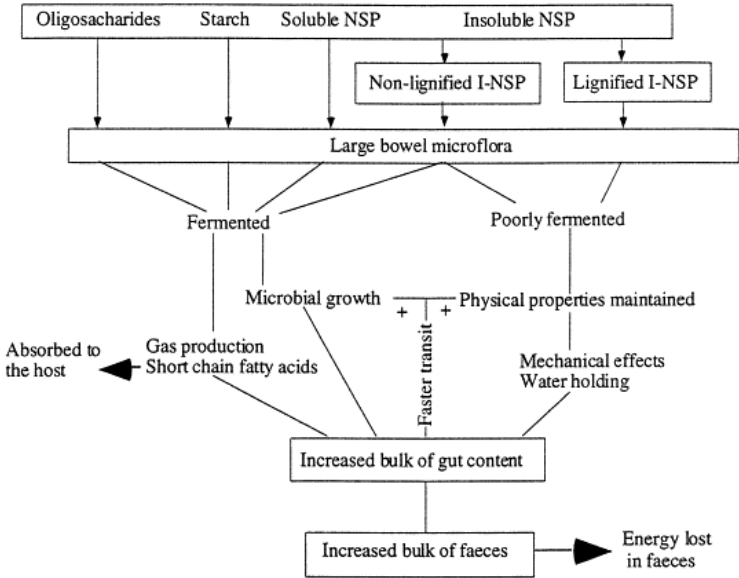 Oligosacharides Starch Soluble NSP Insoluble NSP
Non-lignified I-NSP Lignified I-NSP
Large bowel microflora
Fermented
Poorly fermented
Microbial growth
+ +
Physical properties maintained
Faster transit
Absorbed to
the host
Gas production
Short chain fatty acids
Mechanical effects
Water holding
Increased bulk of gut content
Increased bulk of faeces
Energy lost
in faeces